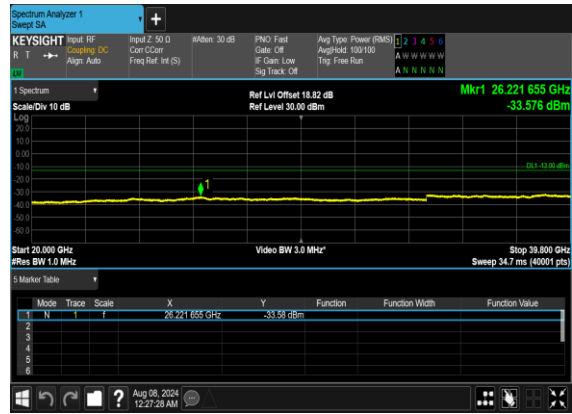 Spectrum Analyzer 1
Swept SA
+
KEYSIGHT Input: RF Input Z: 50 Ω #Atten: 30 dB PNO: Fast Avg Type: Power (RMS) 1 2 3 4 5 6
R T Coupling: DC Corr CCorr Gate: Off Avg|Hold: 100/100 A W W W W W
Align: Auto Freq Ref: Int (S) IF Gain: Low Trig: Free Run
LXI Sig Track: Off A N N N N N
1 Spectrum Ref Lvl Offset 18.82 dB Mkr1 26.221 655 GHz
Scale/Div 10 dB Ref Level 30.00 dBm -33.576 dBm
Log
20.0
10.0
0.00
-10.0 DL1 -13.00 dBm
-20.0
-30.0 1
-40.0
-50.0
-60.0
Start 20.000 GHz Video BW 3.0 MHz* Stop 39.800 GHz
#Res BW 1.0 MHz Sweep 34.7 ms (40001 pts)
5 Marker Table
Mode Trace Scale X Y Function Function Width Function Value
1 N 1 f 26.221 655 GHz -33.58 dBm
2
3
4
5
6
? Aug 08, 2024
12:27:28 AM